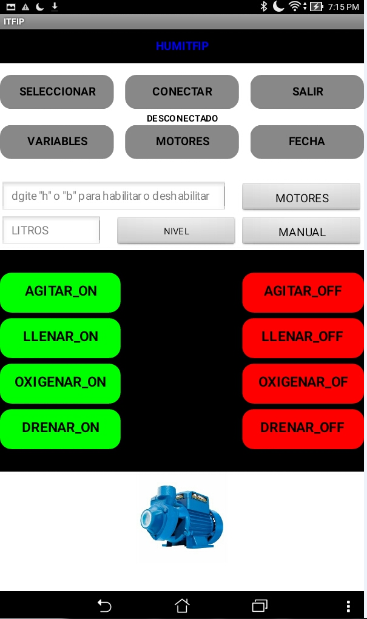 7:15 PM
ITFIP
HUMITFIP
SELECCIONAR CONECTAR SALIR
DESCONECTADO
VARIABLES MOTORES FECHA
dgite "h" o "b" para habilitar o deshabilitar MOTORES
LITROS NIVEL MANUAL
AGITAR_ON AGITAR_OFF
LLENAR_ON LLENAR_OFF
OXIGENAR_ON OXIGENAR_OF
DRENAR_ON DRENAR_OFF